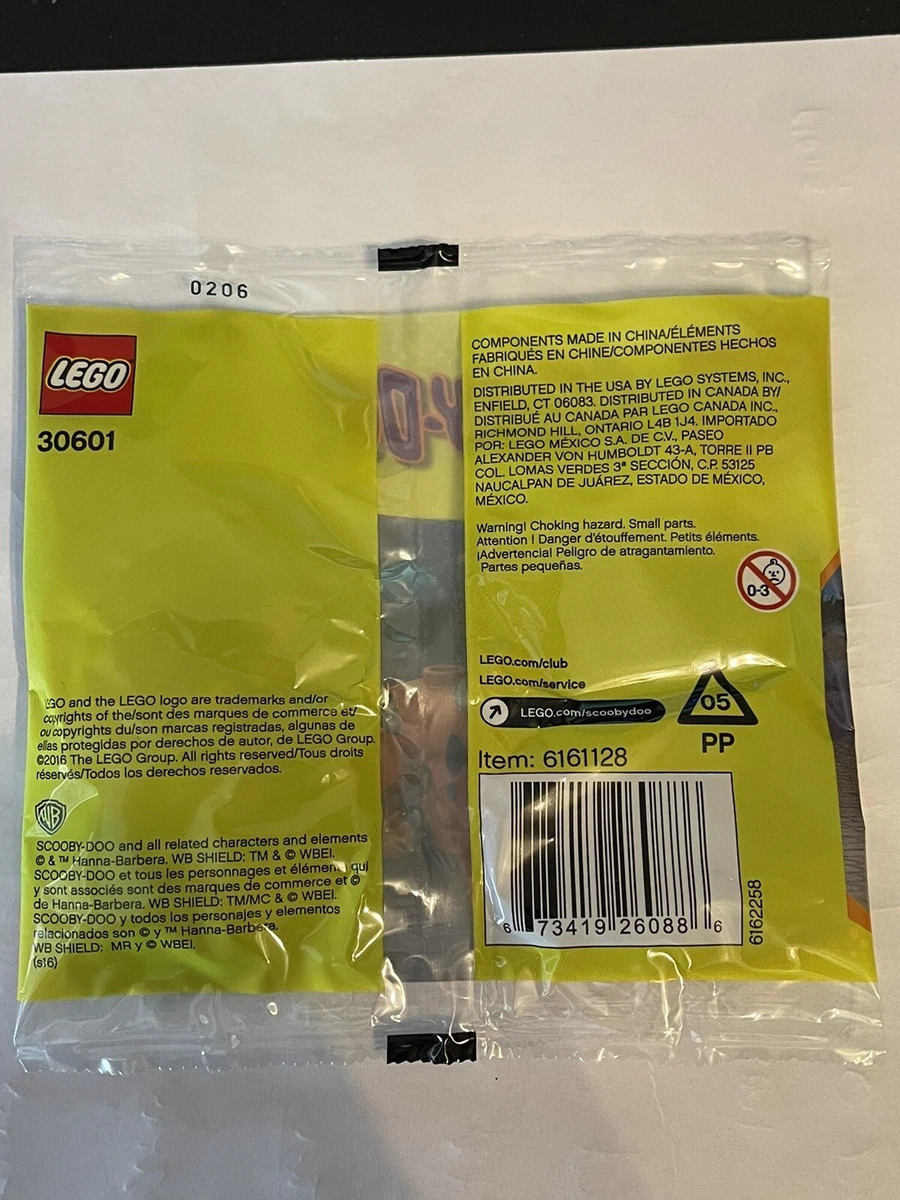 0206
LEGO
30601
EGO and the LEGO logo are trademarks and/or
copyrights of the/sont des marques de commerce et/
ou copyrights du/son marcas registradas, algunas de
ellas protegidas por derechos de autor, de LEGO Group.
©2016 The LEGO Group. All rights reserved/Tous droits
réservés/Todos los derechos reservados.
WB
SCOOBY-DOO and all related characters and elements
© & ™ Hanna-Barbera. WB SHIELD: TM & © WBEI.
SCOOBY-DOO et tous les personnages et élément qui
y sont associés sont des marques de commerce et ©
de Hanna-Barbera. WB SHIELD: TM/MC & © WBEI.
SCOOBY-DOO y todos los personajes y elementos
relacionados son © y ™ Hanna-Barbera.
WB SHIELD: MR y © WBEI.
(s16)
COMPONENTS MADE IN CHINA/ÉLÉMENTS
FABRIQUÉS EN CHINE/COMPONENTES HECHOS
EN CHINA.
DISTRIBUTED IN THE USA BY LEGO SYSTEMS, INC.,
ENFIELD, CT 06083. DISTRIBUTED IN CANADA BY/
DISTRIBUÉ AU CANADA PAR LEGO CANADA INC.,
RICHMOND HILL, ONTARIO L4B 1J4. IMPORTADO
POR: LEGO MÉXICO S.A. DE C.V., PASEO
ALEXANDER VON HUMBOLDT 43-A, TORRE II PB
COL. LOMAS VERDES 3ª SECCIÓN, C.P. 53125
NAUCALPAN DE JUÁREZ, ESTADO DE MÉXICO,
MÉXICO.
Warning! Choking hazard. Small parts.
Attention ! Danger d'étouffement. Petits éléments.
¡Advertencia! Peligro de atragantamiento.
Partes pequeñas.
0-3
LEGO.com/club
LEGO.com/service
LEGO.com/scoobydoo
05
PP
Item: 6161128
6 73419 26088 6
6162258